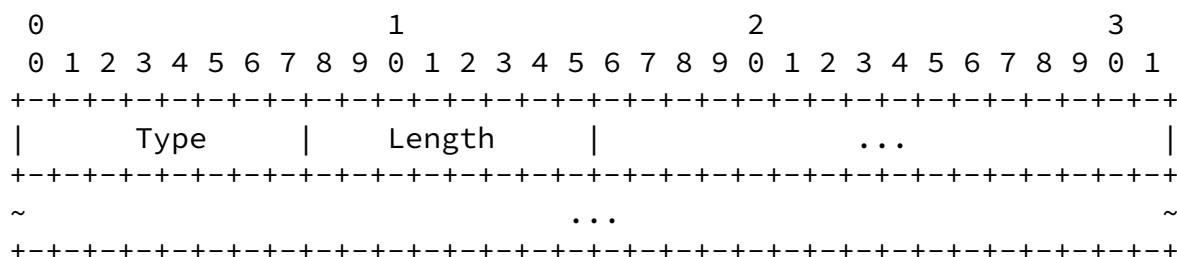 0                   1                   2                   3
 0 1 2 3 4 5 6 7 8 9 0 1 2 3 4 5 6 7 8 9 0 1 2 3 4 5 6 7 8 9 0 1
+-+-+-+-+-+-+-+-+-+-+-+-+-+-+-+-+-+-+-+-+-+-+-+-+-+-+-+-+-+-+-+-+
|      Type     |    Length     |              ...              |
+-+-+-+-+-+-+-+-+-+-+-+-+-+-+-+-+-+-+-+-+-+-+-+-+-+-+-+-+-+-+-+-+
~                              ...                              ~
+-+-+-+-+-+-+-+-+-+-+-+-+-+-+-+-+-+-+-+-+-+-+-+-+-+-+-+-+-+-+-+-+